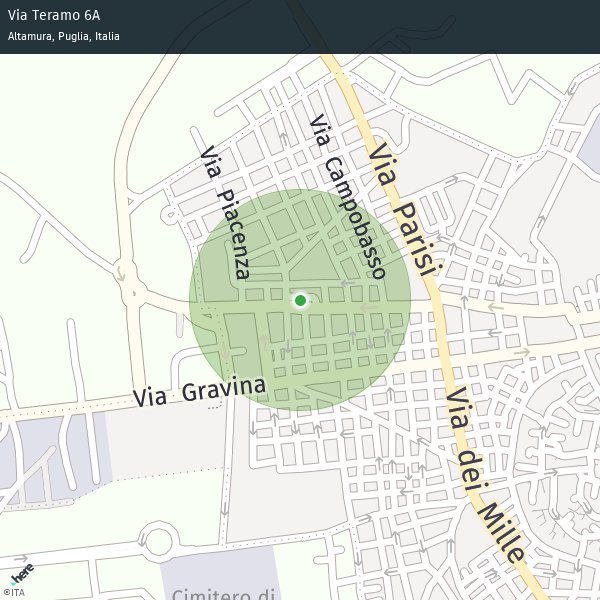 Via Teramo 6A
Altamura, Puglia, Italia
Via Campobasso
Via Parisi
Via Piacenza
Via Gravina
Via dei Mille
Cimitero di
here
©ITA